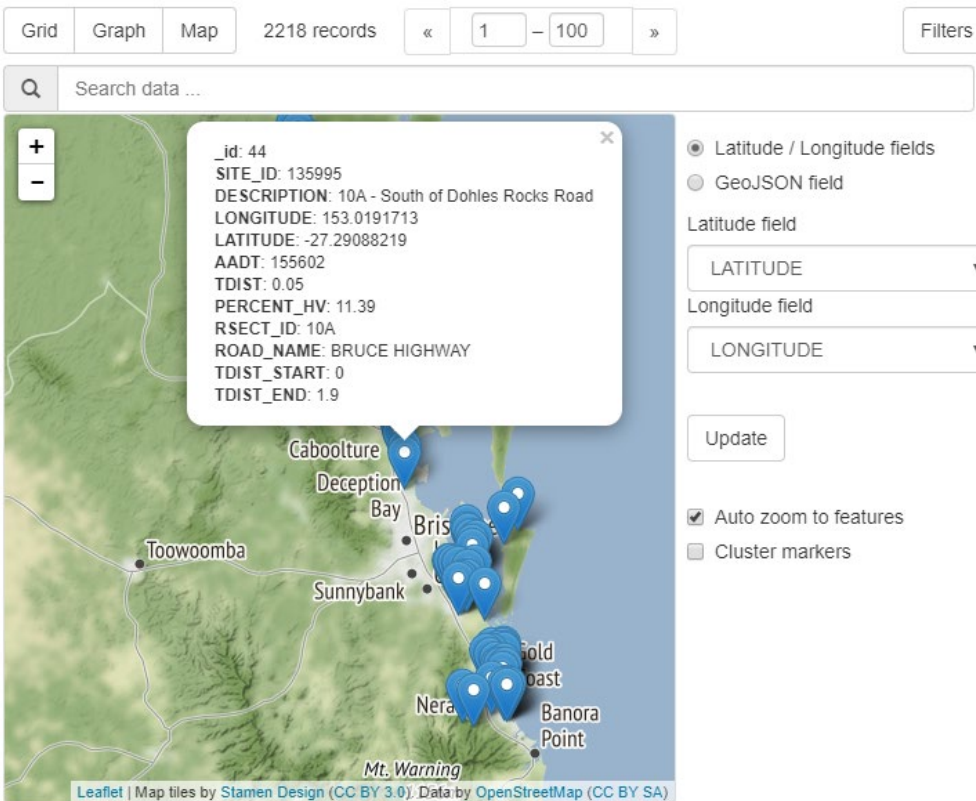 Grid Graph Map 2218 records « 1 – 100 » Filters
Search data ...
+
−
×
_id: 44
SITE_ID: 135995
DESCRIPTION: 10A - South of Dohles Rocks Road
LONGITUDE: 153.0191713
LATITUDE: -27.29088219
AADT: 155602
TDIST: 0.05
PERCENT_HV: 11.39
RSECT_ID: 10A
ROAD_NAME: BRUCE HIGHWAY
TDIST_START: 0
TDIST_END: 1.9
Caboolture
Deception
Bay
Toowoomba
Sunnybank
Gold
Banora
Point
Mt. Warning
Leaflet | Map tiles by Stamen Design (CC BY 3.0). Data by OpenStreetMap (CC BY SA)
Latitude / Longitude fields
GeoJSON field
Latitude field
LATITUDE
Longitude field
LONGITUDE
Update
Auto zoom to features
Cluster markers